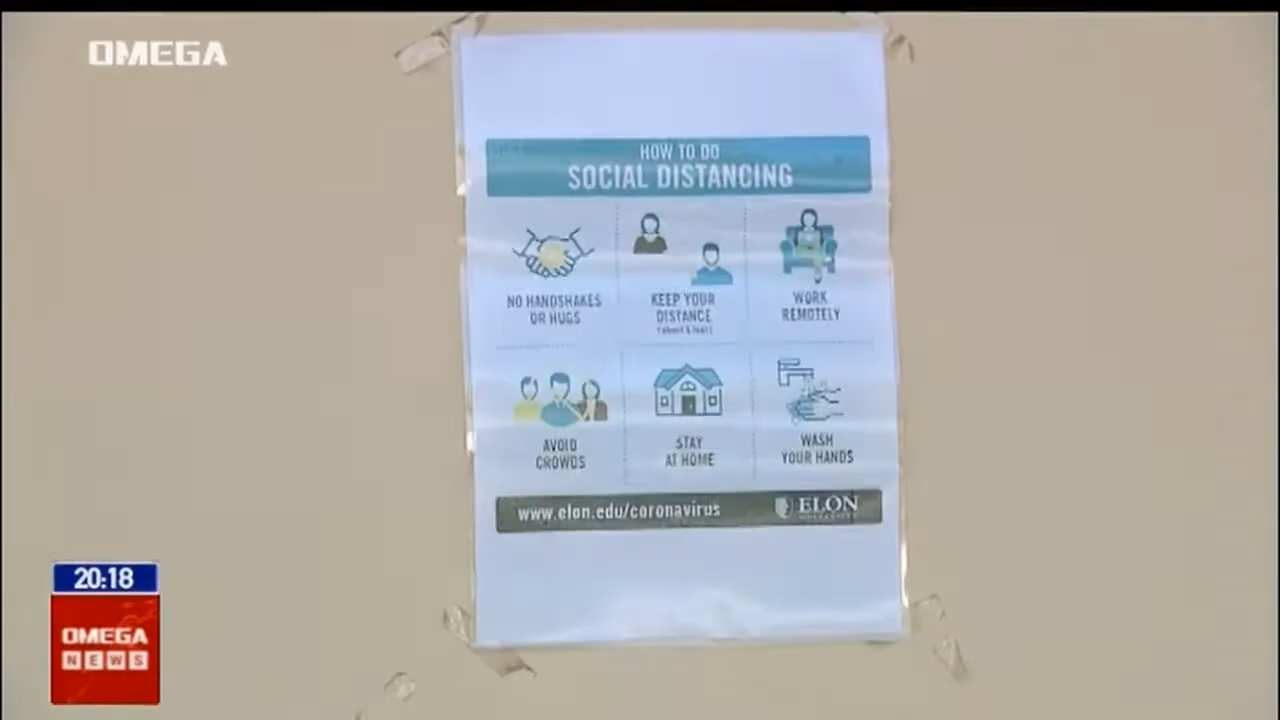 OMEGA
HOW TO DO
SOCIAL DISTANCING
NO HANDSHAKES
OR HUGS
KEEP YOUR
DISTANCE
WORK
REMOTELY
AVOID
CROWDS
STAY
AT HOME
WASH
YOUR HANDS
www.elon.edu/coronavirus
ELON
20:18
OMEGA
NEWS